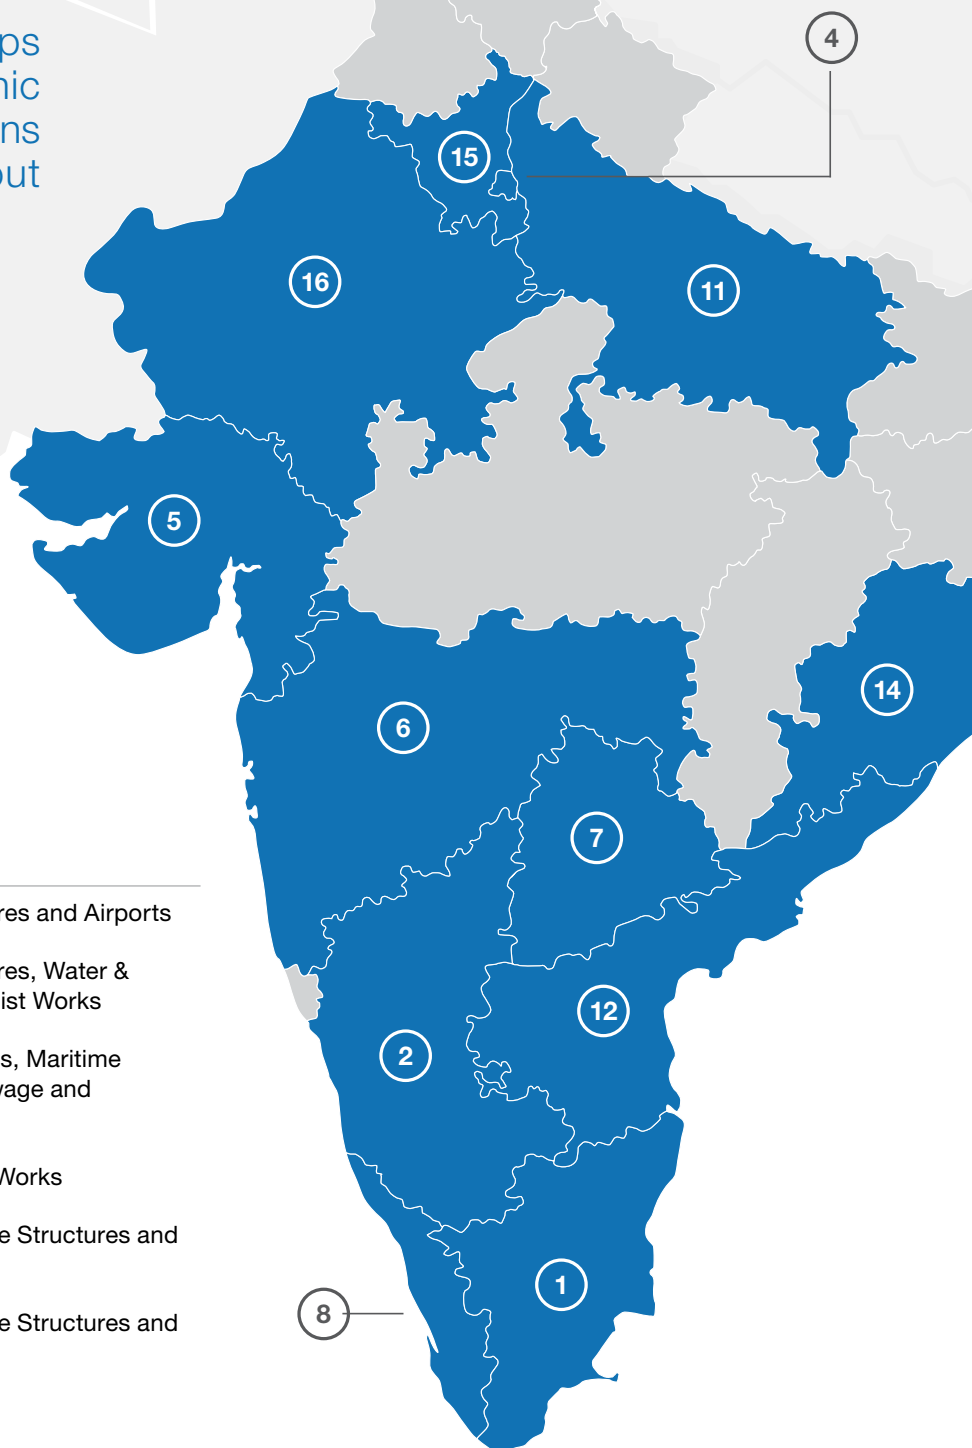 ps
nic
ns
out
4
15
16
11
5
14
6
7
12
2
1
8
res and Airports
res, Water &
ist Works
s, Maritime
vage and
Works
e Structures and
e Structures and